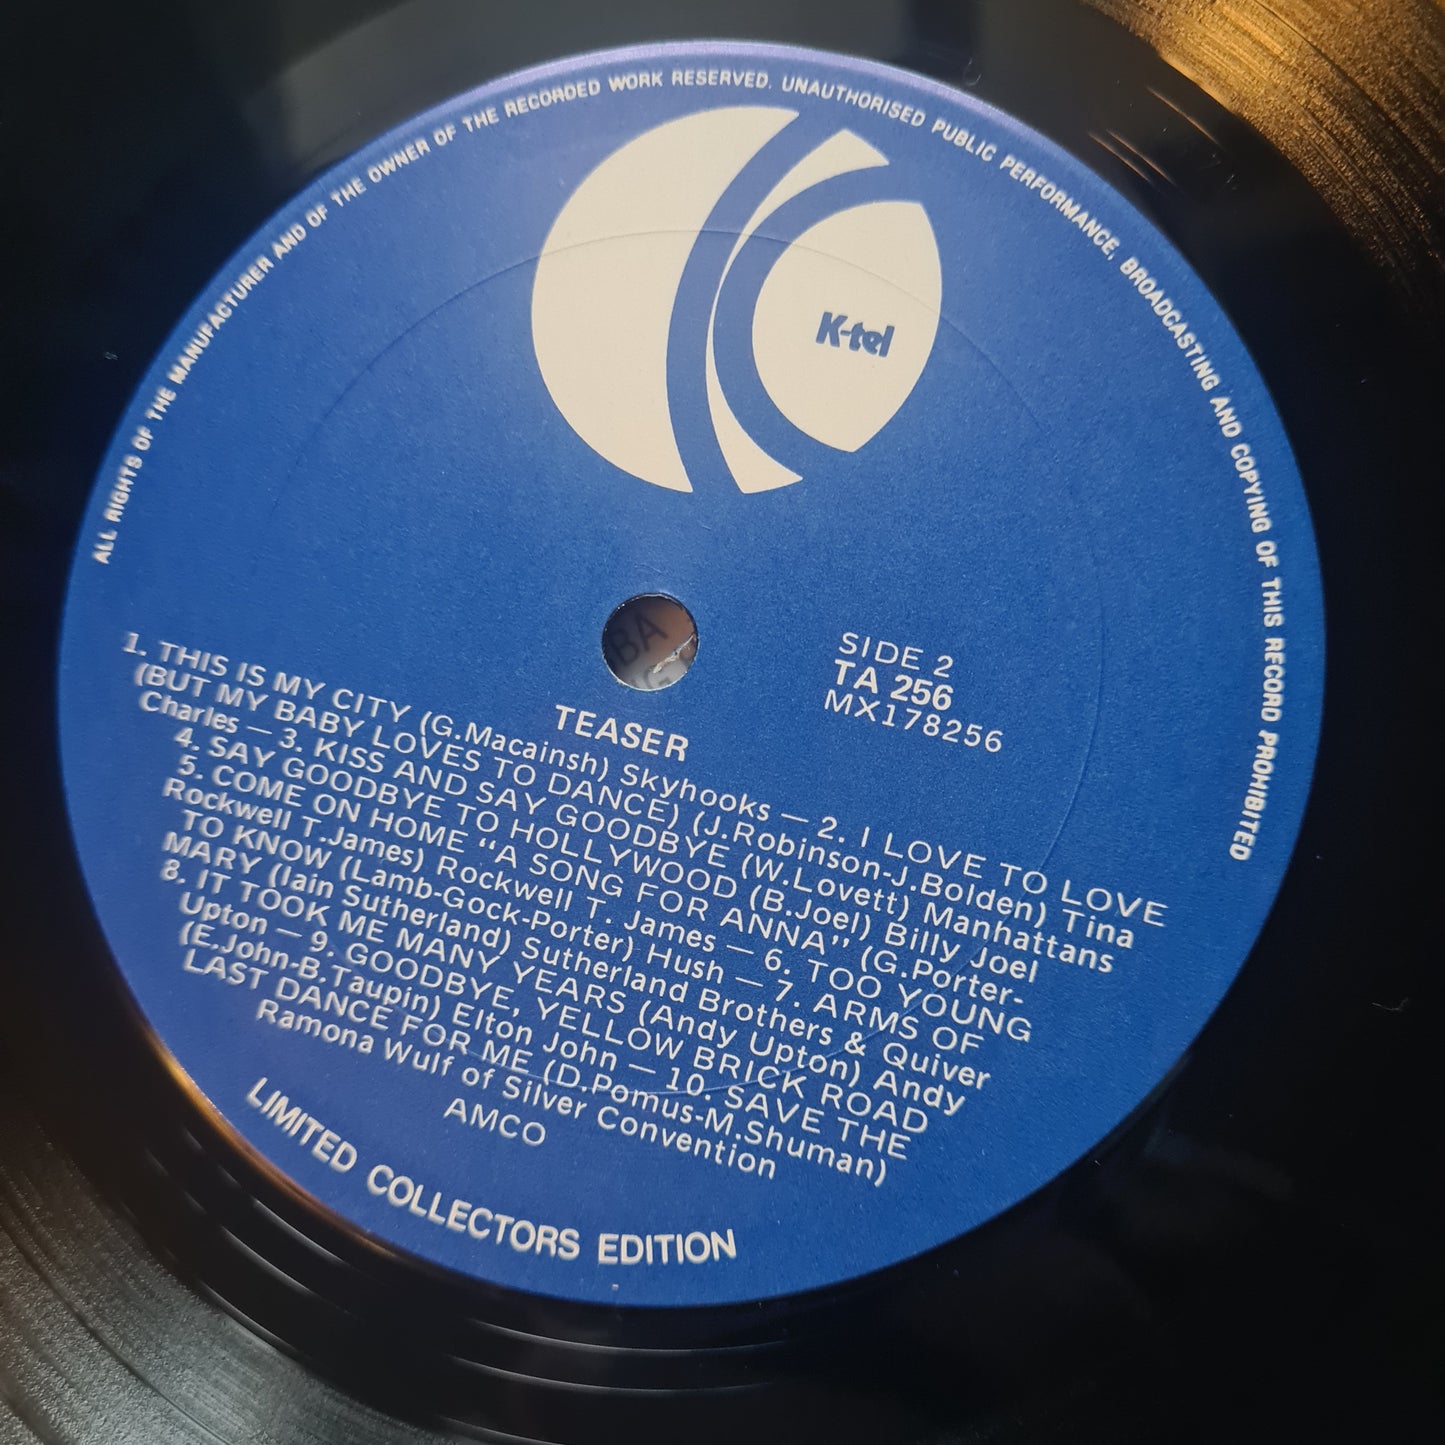 ALL RIGHTS OF THE MANUFACTURER AND OF THE OWNER OF THE RECORDED WORK RESERVED. UNAUTHORISED PUBLIC PERFORMANCE, BROADCASTING AND COPYING OF THIS RECORD PROHIBITED
K-tel
SIDE 2
TA 256
MX178256
TEASER
1. THIS IS MY CITY (G.Macainsh) Skyhooks — 2. I LOVE TO LOVE
(BUT MY BABY LOVES TO DANCE) (J.Robinson-J.Bolden) Tina
Charles — 3. KISS AND SAY GOODBYE (W.Lovett) Manhattans
4. SAY GOODBYE TO HOLLYWOOD (B.Joel) Billy Joel
5. COME ON HOME "A SONG FOR ANNA" (G.Porter-
Rockwell T.James) Rockwell T. James — 6. TOO YOUNG
TO KNOW (Lamb-Gock-Porter) Hush — 7. ARMS OF
MARY (Iain Sutherland) Sutherland Brothers & Quiver
8. IT TOOK ME MANY YEARS (Andy Upton) Andy
Upton — 9. GOODBYE, YELLOW BRICK ROAD
(E.John-B.Taupin) Elton John — 10. SAVE THE
LAST DANCE FOR ME (D.Pomus-M.Shuman)
Ramona Wulf of Silver Convention
AMCO
LIMITED COLLECTORS EDITION
BA
G